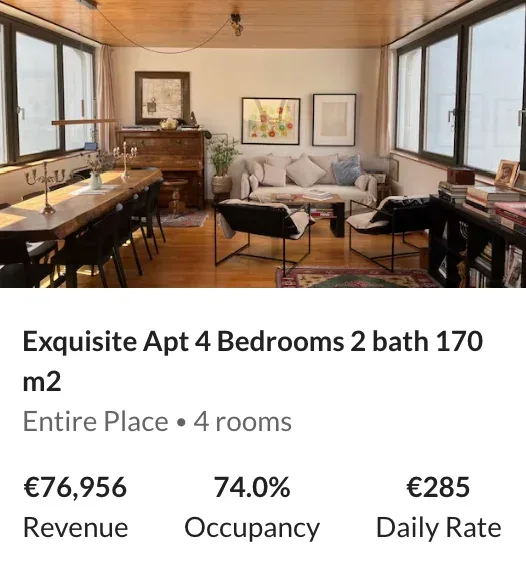 Exquisite Apt 4 Bedrooms 2 bath 170
m2
Entire Place • 4 rooms
€76,956 74.0% €285
Revenue Occupancy Daily Rate